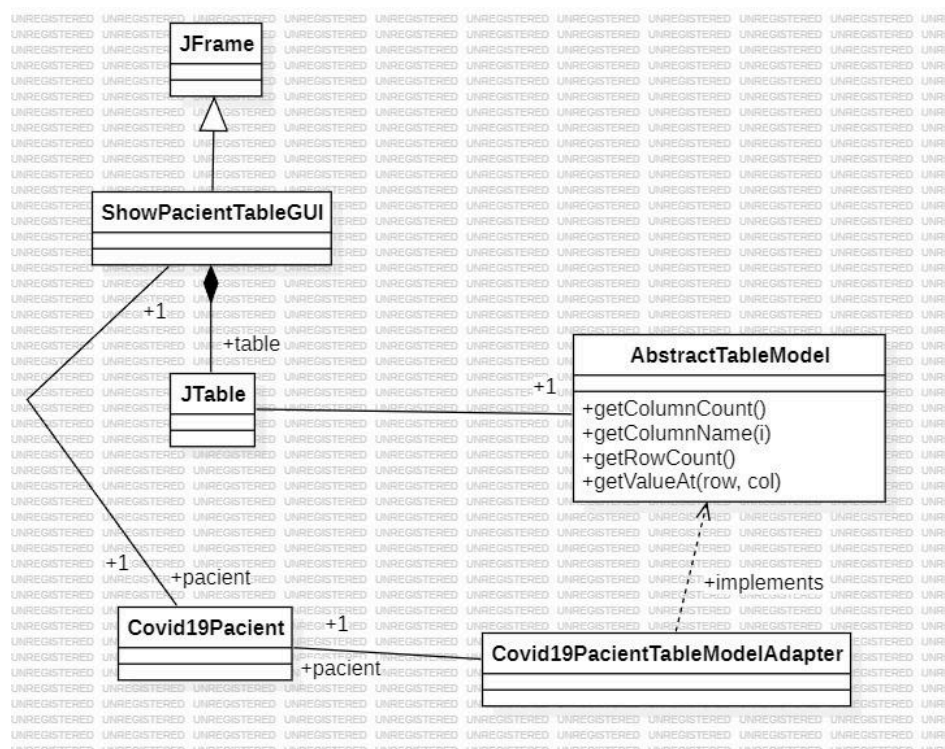 JFrame
ShowPacientTableGUI
+1
+table
JTable
+1
AbstractTableModel
+getColumnCount()
+getColumnName(i)
+getRowCount()
+getValueAt(row, col)
+1
+pacient
+implements
Covid19Pacient
+1
+pacient
Covid19PacientTableModelAdapter
UNREGISTERED